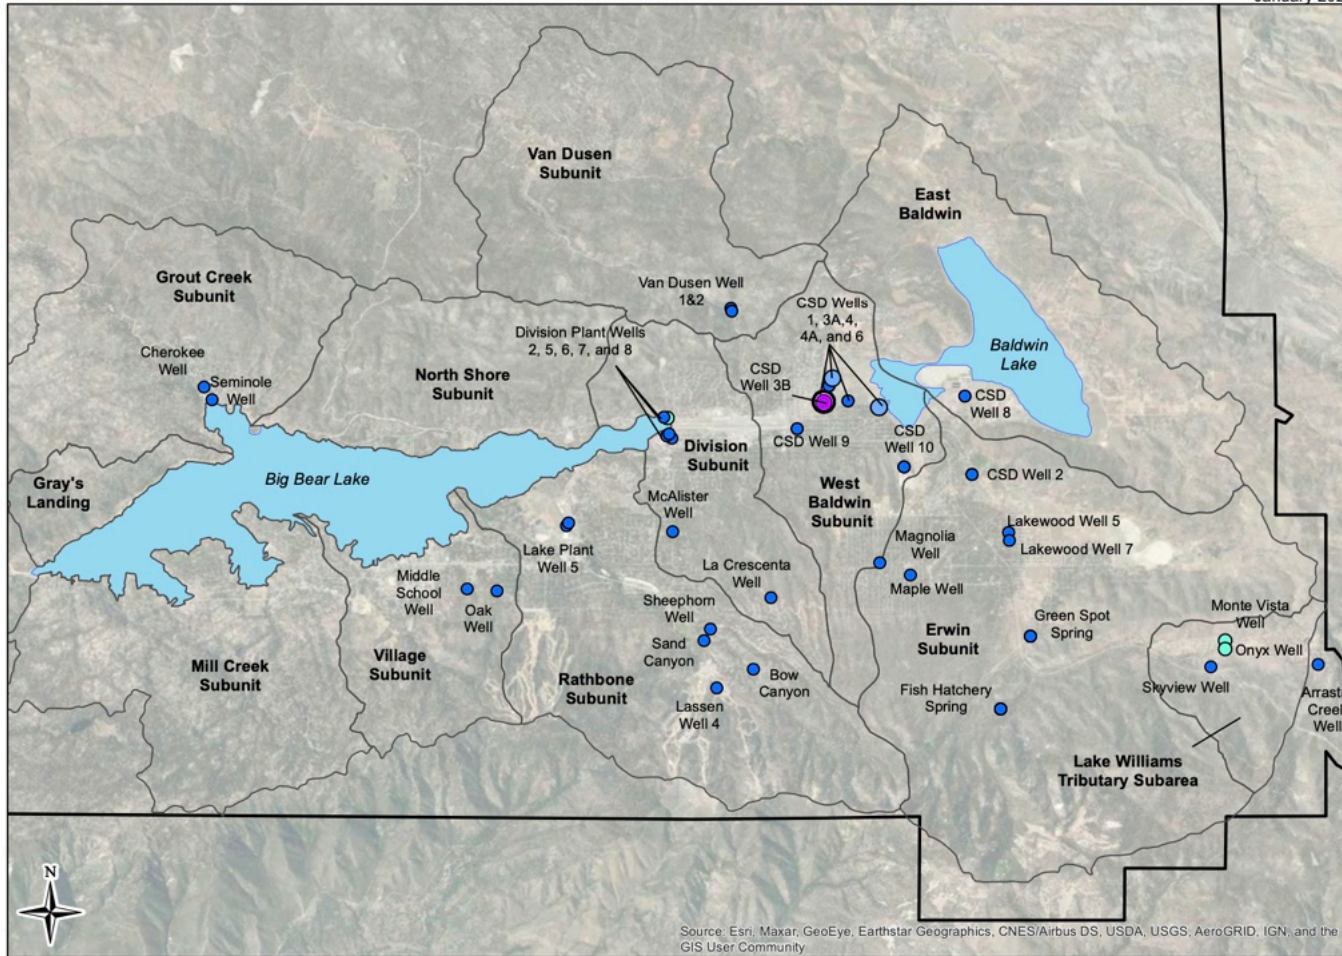 January 20
Van Dusen
Subunit
East
Baldwin
Grout Creek
Subunit
Van Dusen Well
1&2
CSD Wells
1, 3A,4,
4A, and 6
Division Plant Wells
2, 5, 6, 7, and 8
Cherokee
Well
Seminole
Well
North Shore
Subunit
CSD
Well 3B
Baldwin
Lake
CSD
Well 8
CSD Well 9
CSD
Well 10
Division
Subunit
CSD Well 2
Gray's
Landing
Big Bear Lake
McAlister
Well
West
Baldwin
Subunit
Lakewood Well 5
Lakewood Well 7
Magnolia
Well
Maple Well
Lake Plant
Well 5
La Crescenta
Well
Middle
School
Well
Oak
Well
Sheephorn
Well
Sand
Canyon
Green Spot
Spring
Monte Vista
Well
Onyx Well
Erwin
Subunit
Mill Creek
Subunit
Village
Subunit
Rathbone
Subunit
Bow
Canyon
Lassen
Well 4
Fish Hatchery
Spring
Skyview Well
Arrast
Creek
Well
Lake Williams
Tributary Subarea
N
Source: Esri, Maxar, GeoEye, Earthstar Geographics, CNES/Airbus DS, USDA, USGS, AeroGRID, IGN, and the
GIS User Community